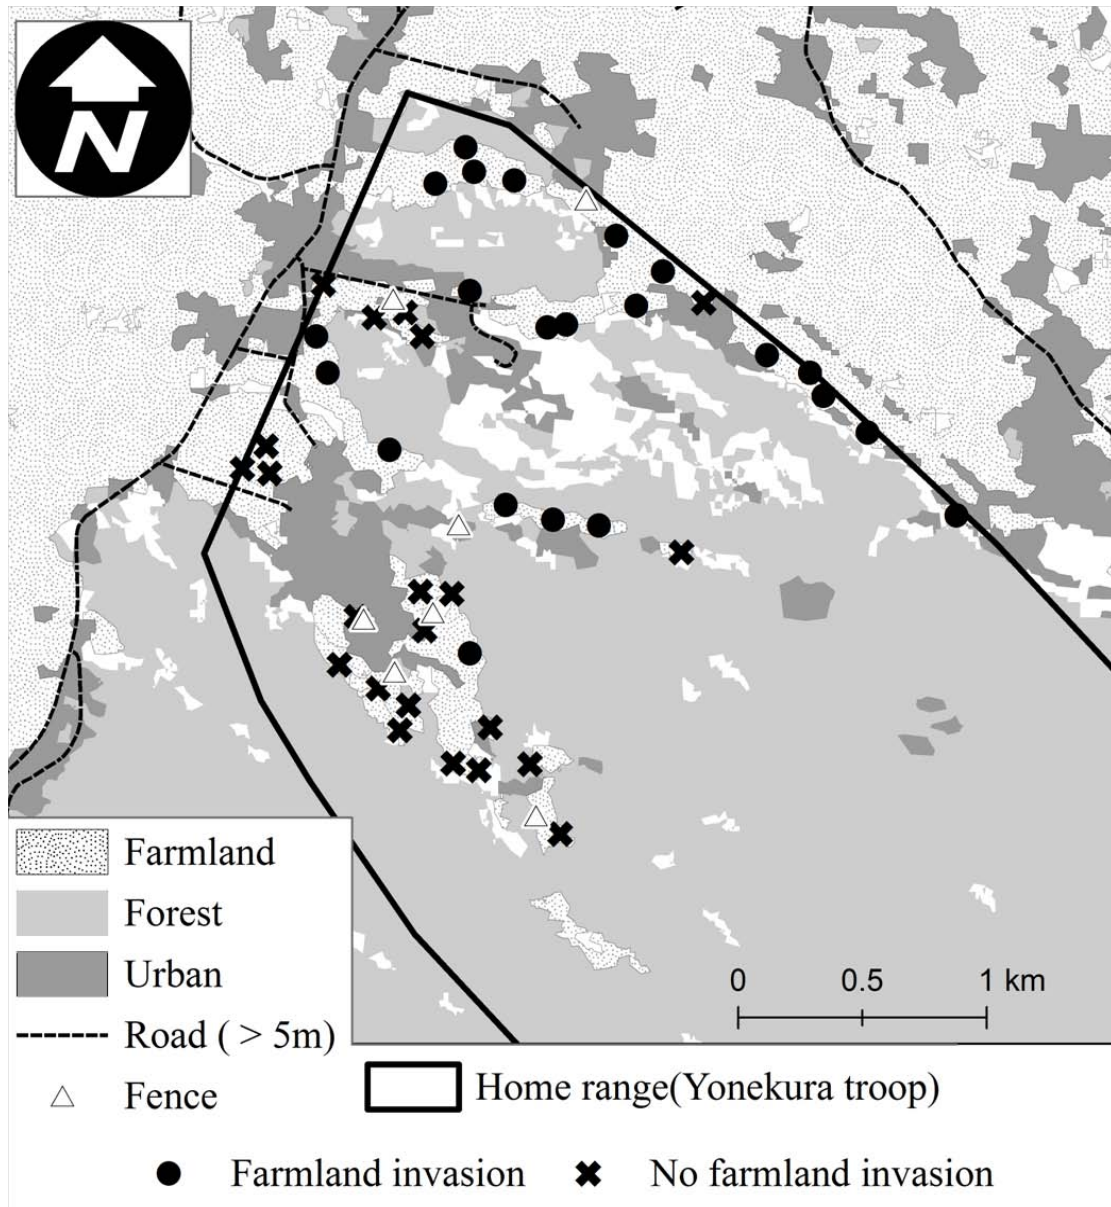 N
Farmland
Forest
Urban
Road ( > 5m)
Fence
0 0.5 1 km
Home range(Yonekura troop)
Farmland invasion No farmland invasion